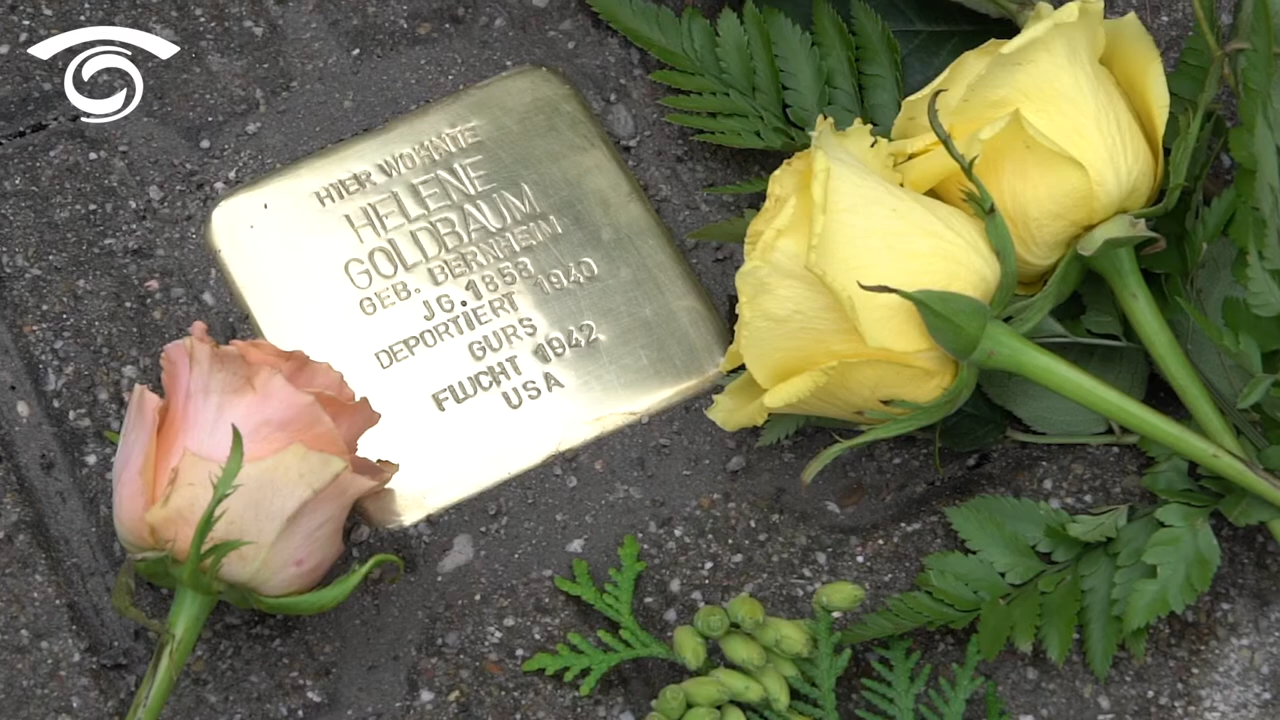 HIER WOHNTE
HELENE
GOLDBAUM
GEB. BERNHEIM
JG. 1858
DEPORTIERT 1940
GURS
FLUCHT 1942
USA